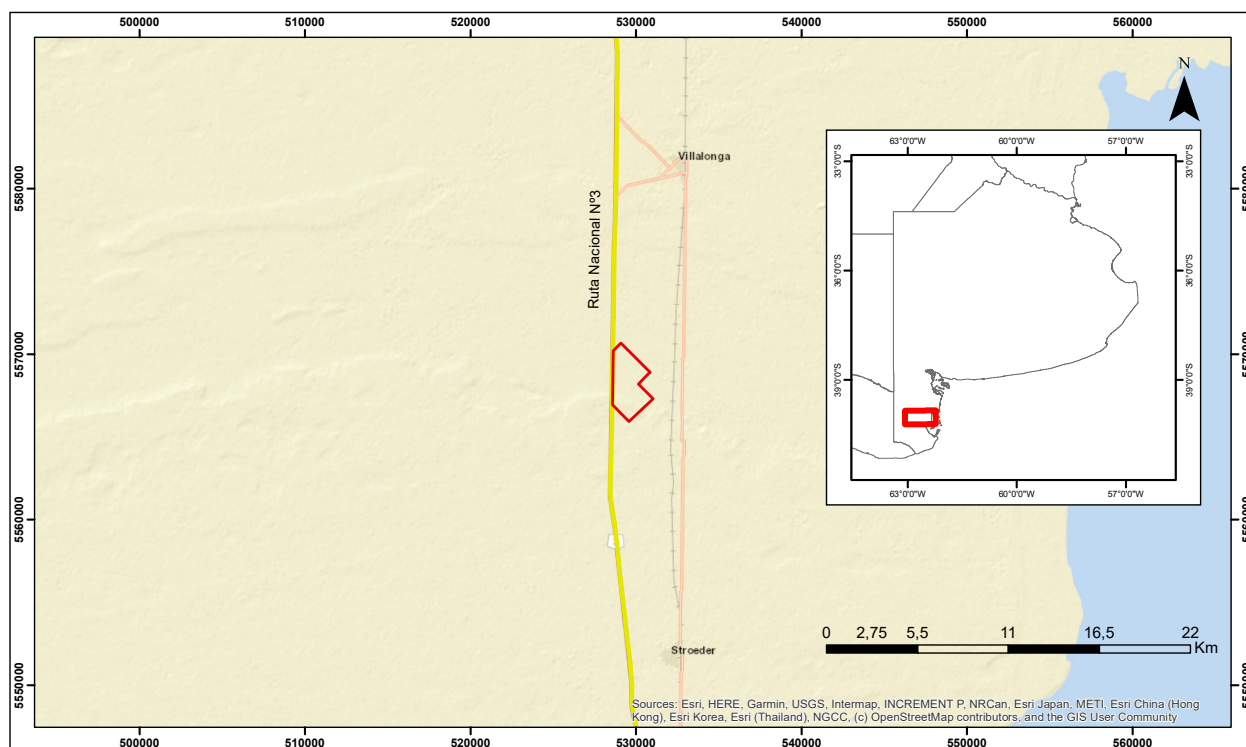 500000 510000 520000 530000 540000 550000 560000
N
63°0'0"W 60°0'0"W 57°0'0"W
33°0'0"S 33°0'0"S
Villalonga
5580000 5580000
Ruta Nacional Nº3
36°0'0"S 36°0'0"S
5570000 5570000
39°0'0"S 39°0'0"S
63°0'0"W 60°0'0"W 57°0'0"W
5560000 5560000
3
0 2,75 5,5 11 16,5 22
Km
Stroeder
5550000 5550000
Sources: Esri, HERE, Garmin, USGS, Intermap, INCREMENT P, NRCan, Esri Japan, METI, Esri China (Hong
Kong), Esri Korea, Esri (Thailand), NGCC, (c) OpenStreetMap contributors, and the GIS User Community
500000 510000 520000 530000 540000 550000 560000